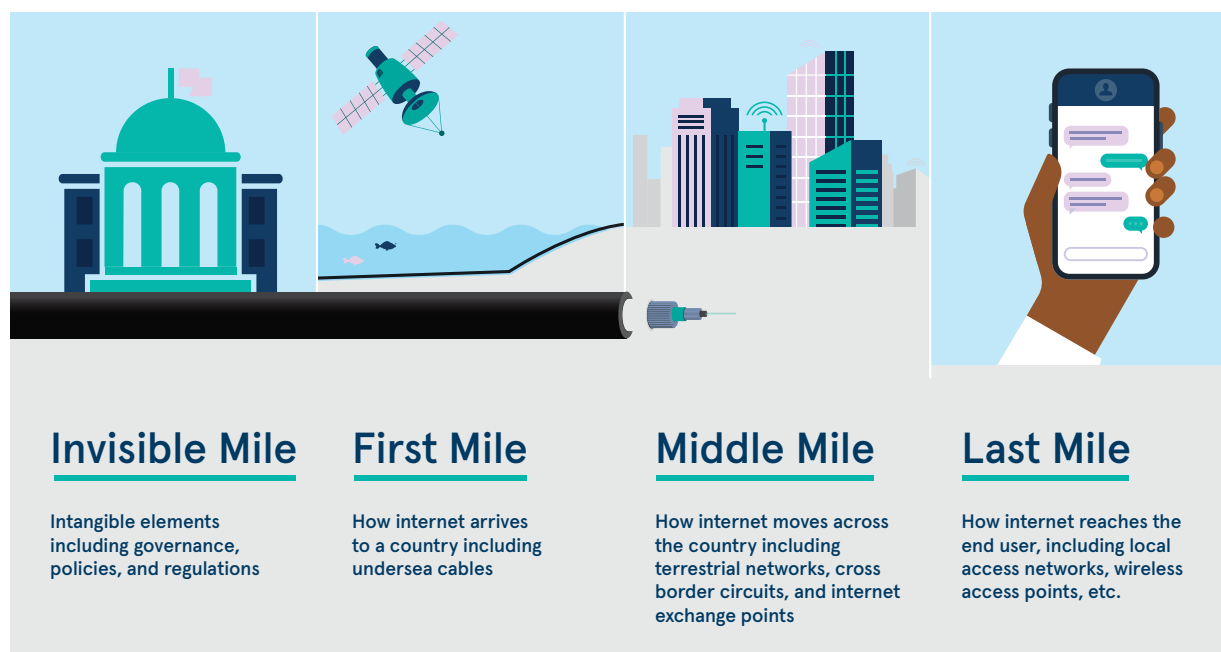 Invisible Mile
Intangible elements
including governance,
policies, and regulations
First Mile
How internet arrives
to a country including
undersea cables
Middle Mile
How internet moves across
the country including
terrestrial networks, cross
border circuits, and internet
exchange points
Last Mile
How internet reaches the
end user, including local
access networks, wireless
access points, etc.